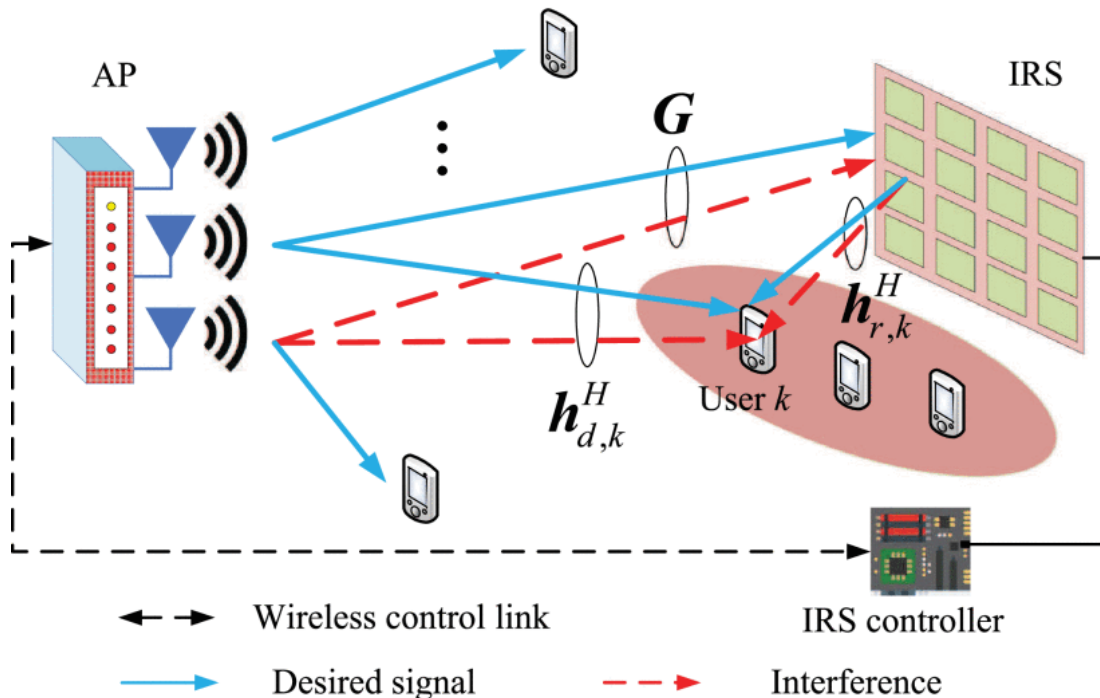 AP
IRS
G
h_{r,k}^H
User k
h_{d,k}^H
IRS controller
Wireless control link
Desired signal
Interference